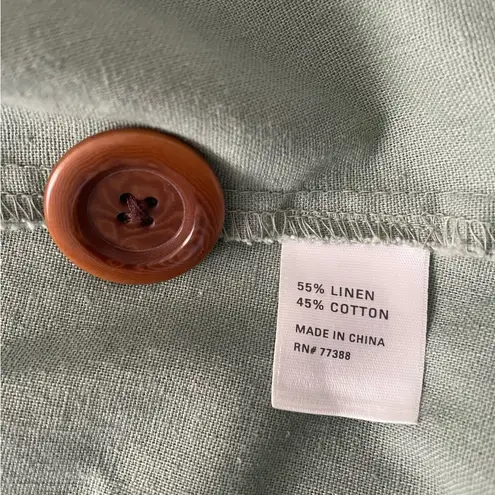 55% LINEN
45% COTTON
MADE IN CHINA
RN# 77388